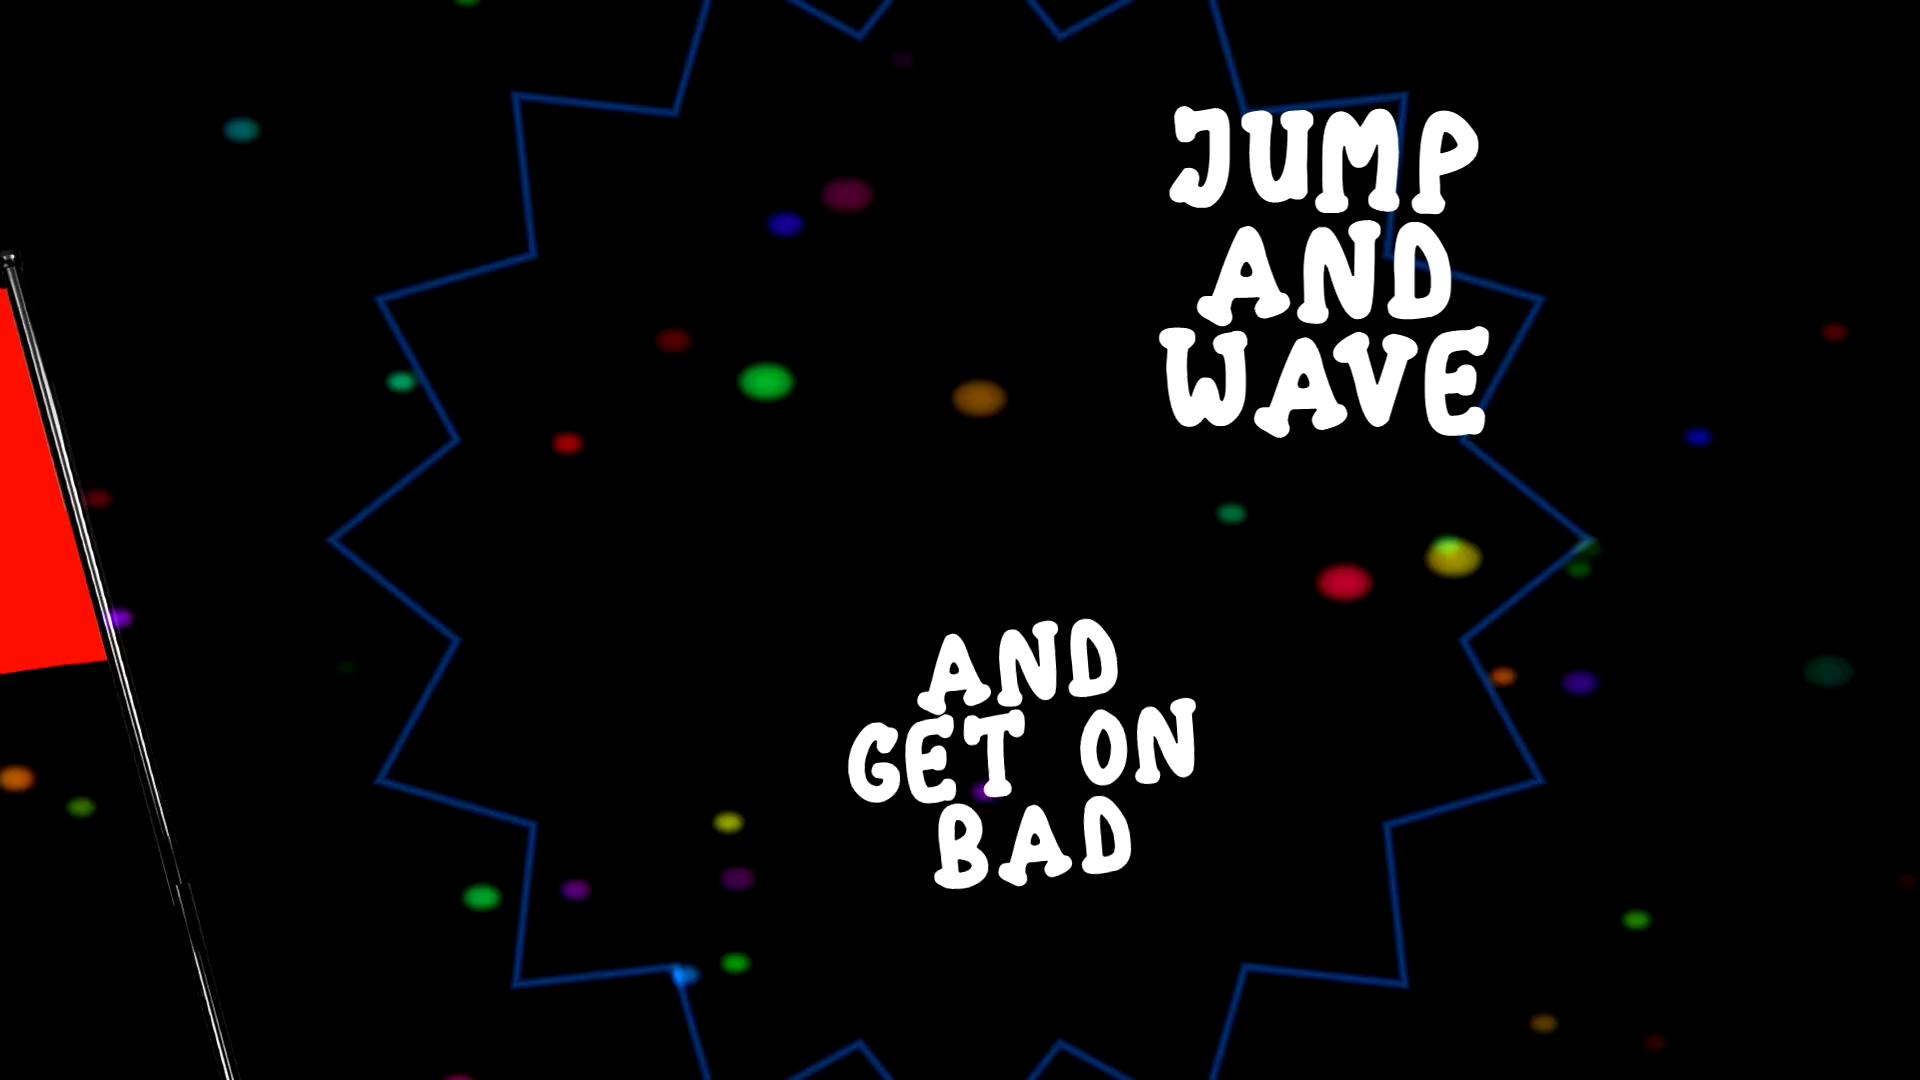 JUMP
AND
WAVE
AND
GET ON
BAD